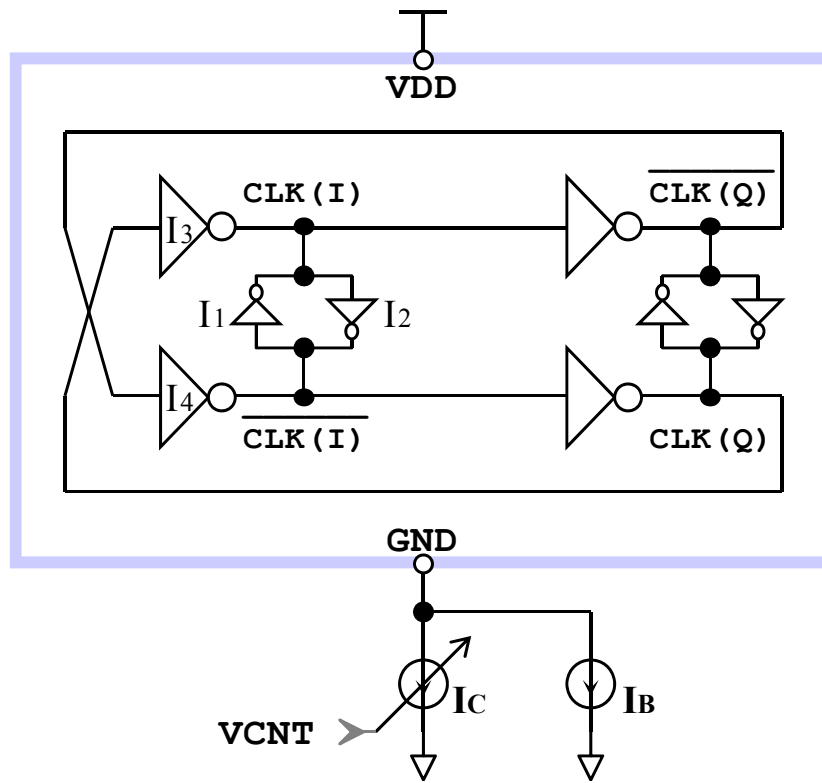 VDD
CLK(I)
CLK(Q)
I3
I1
I2
I4
CLK(I)
CLK(Q)
GND
VCNT
IC
IB